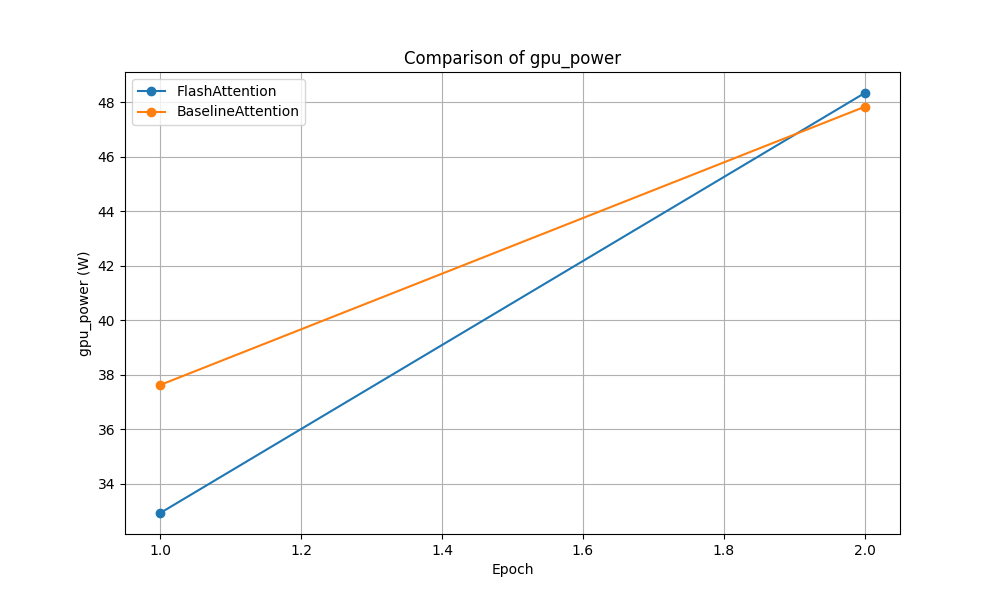 Comparison of gpu_power
FlashAttention
BaselineAttention
gpu_power (W)
48
46
44
42
40
38
36
34
1.0 1.2 1.4 1.6 1.8 2.0
Epoch